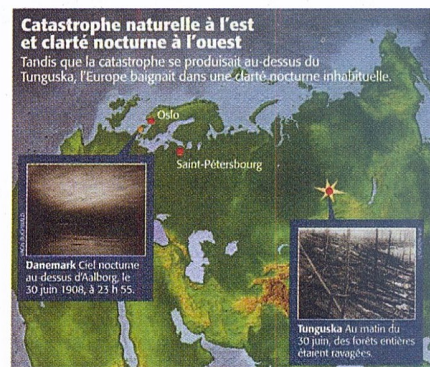 Catastrophe naturelle à l'est
et clarté nocturne à l'ouest
Tandis que la catastrophe se produisait au-dessus du
Tunguska, l'Europe baignait dans une clarté nocturne inhabituelle.
Oslo
Saint-Pétersbourg
Danemark Ciel nocturne
au-dessus d'Aalborg, le
30 juin 1908, à 23 h 55.
Tunguska Au matin du
30 juin, des forêts entières
étaient ravagées.